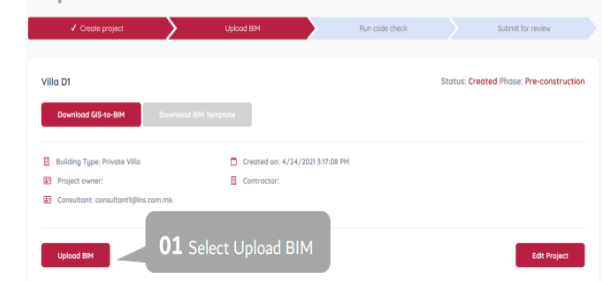 ✓ Create project
Upload BIM
Run code check
Submit for review
Villa D1
Status: Created Phase: Pre-construction
Download GIS-to-BIM
Download BIM Template
Building Type: Private Villa
Created on: 4/24/2021 3:17:08 PM
Project owner:
Contractor:
Consultant: consultant1@ins.com.mk
Upload BIM
01 Select Upload BIM
Edit Project